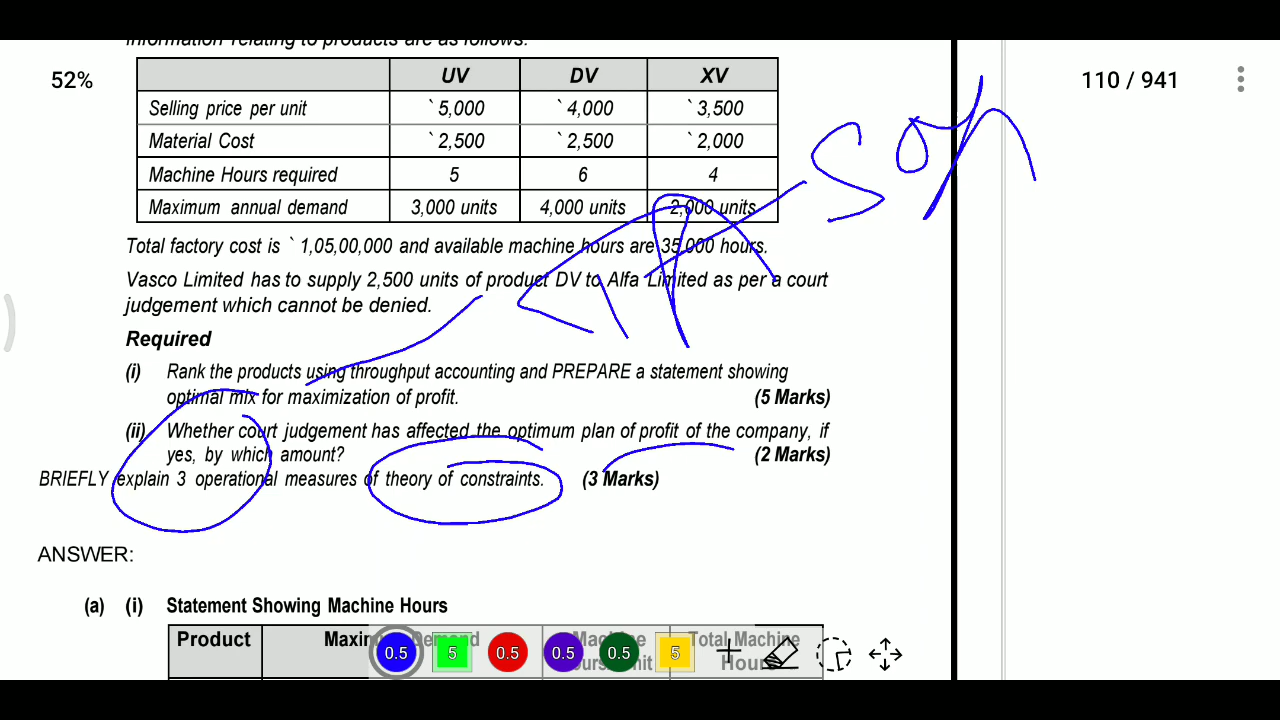 information relating to products are as follows:
52%
110 / 941
UV DV XV
Selling price per unit ` 5,000 ` 4,000 ` 3,500
Material Cost ` 2,500 ` 2,500 ` 2,000
Machine Hours required 5 6 4
Maximum annual demand 3,000 units 4,000 units 2,000 units
Total factory cost is ` 1,05,00,000 and available machine hours are 35,000 hours.
Vasco Limited has to supply 2,500 units of product DV to Alfa Limited as per a court
judgement which cannot be denied.
Required
(i) Rank the products using throughput accounting and PREPARE a statement showing
optimal mix for maximization of profit. (5 Marks)
(ii) Whether court judgement has affected the optimum plan of profit of the company, if
yes, by which amount? (2 Marks)
BRIEFLY explain 3 operational measures of theory of constraints. (3 Marks)
ANSWER:
(a) (i) Statement Showing Machine Hours
Product Total Machine
Hours
0.5 5 0.5 0.5 0.5 5